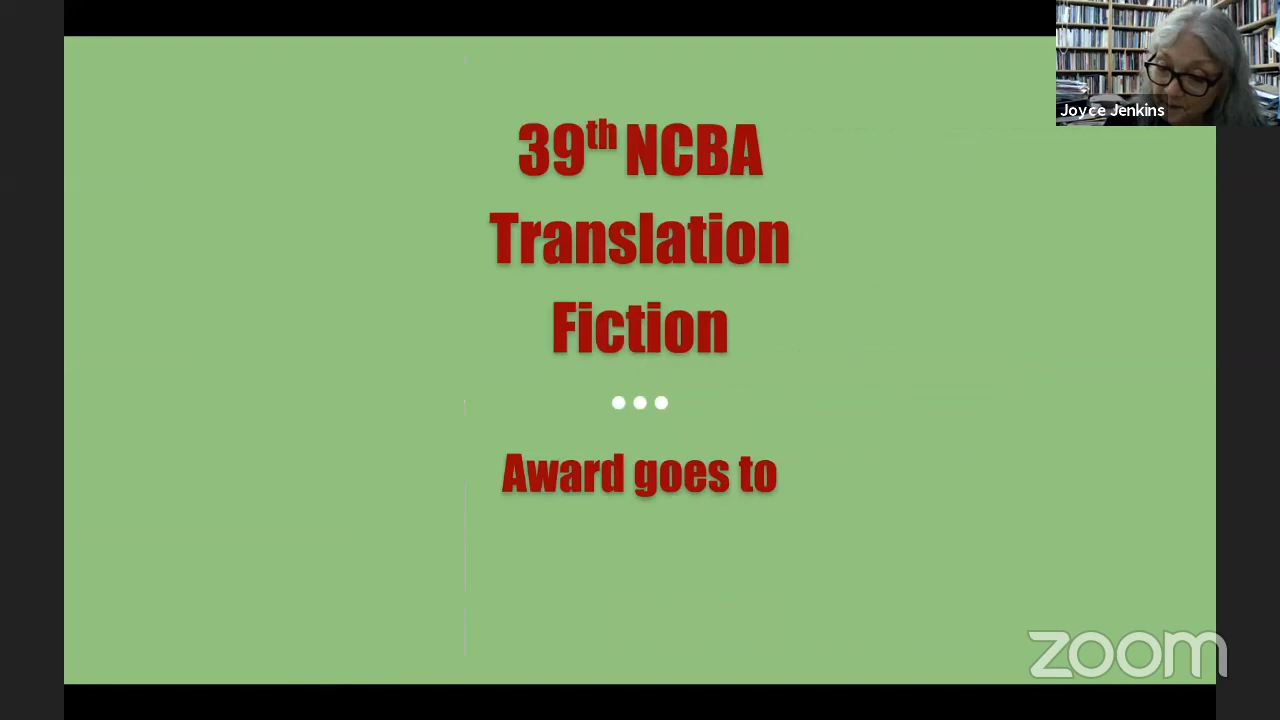 Joyce Jenkins
39th NCBA
Translation
Fiction
Award goes to
zoom